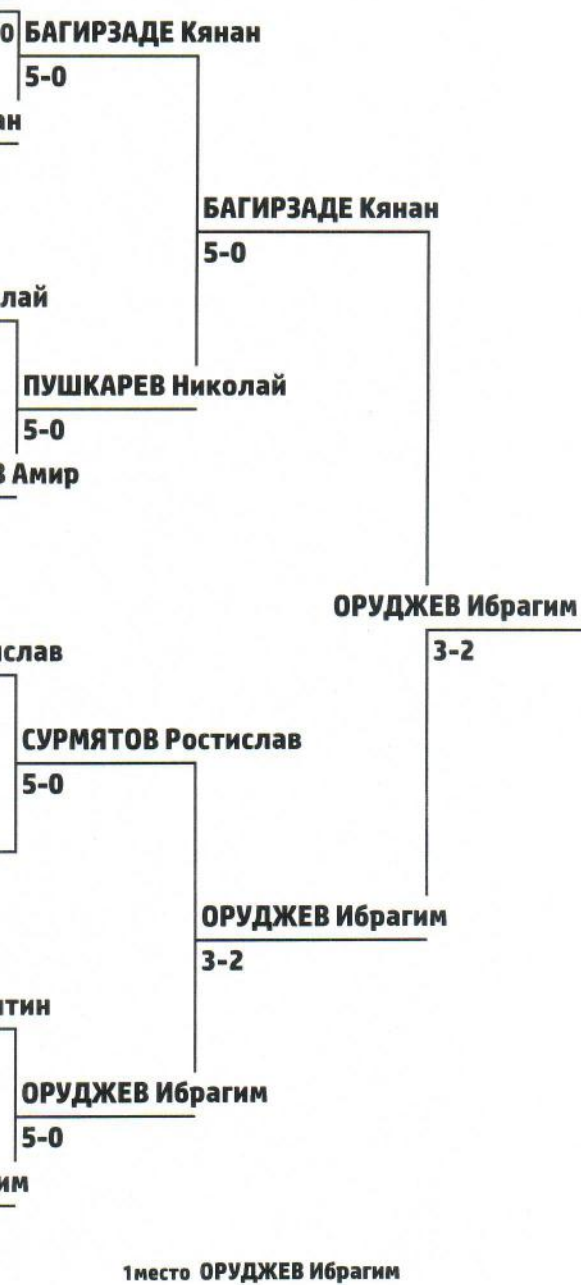 БАГИРЗАДЕ Кянан
5-0
БАГИРЗАДЕ Кянан
5-0
ПУШКАРЕВ Николай
5-0
Амир
ОРУДЖЕВ Ибрагим
3-2
СУРМЯТОВ Ростислав
5-0
ОРУДЖЕВ Ибрагим
3-2
ОРУДЖЕВ Ибрагим
5-0
1место ОРУДЖЕВ Ибрагим